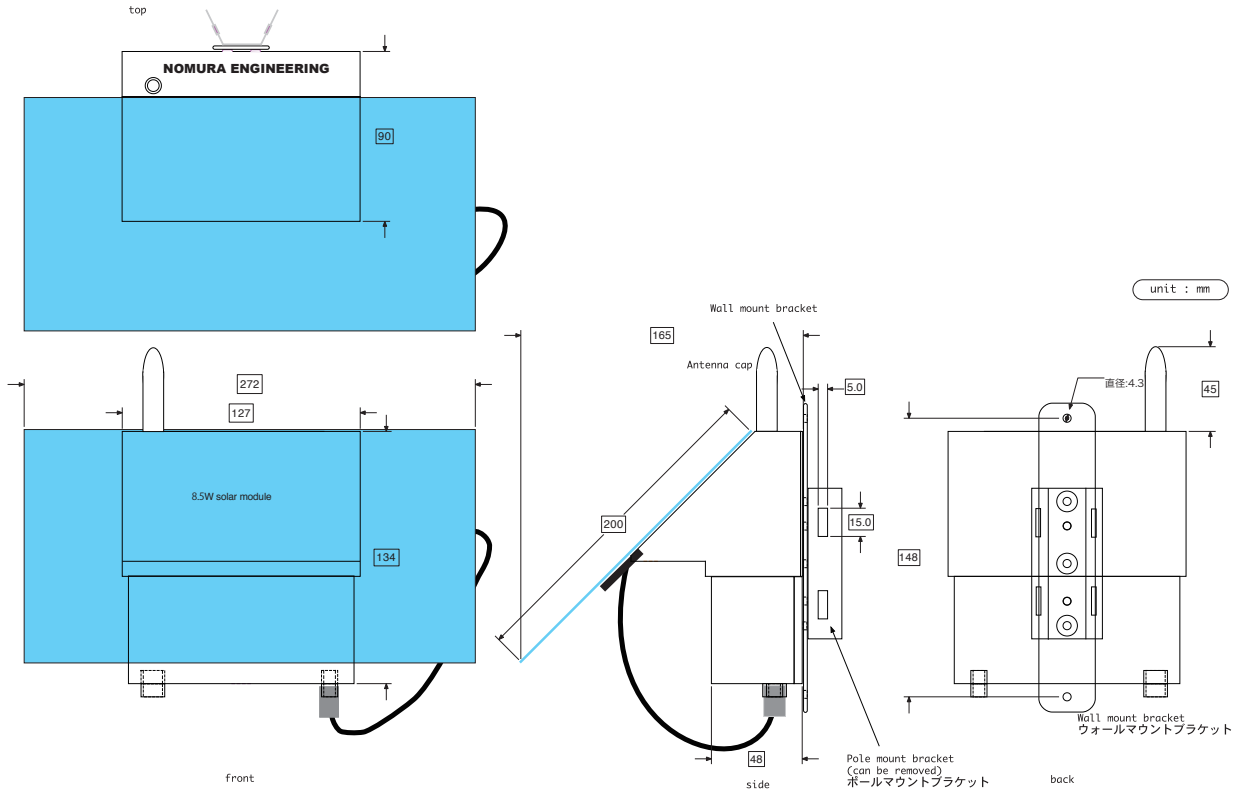 top
NOMURA ENGINEERING
90
unit : mm
Wall mount bracket
165
Antenna cap
272
127
5.0
直径:4.3
45
8.5W solar module
200
15.0
134
148
Wall mount bracket
ウォールマウントブラケット
48
Pole mount bracket
(can be removed)
ポールマウントブラケット
front
side
back